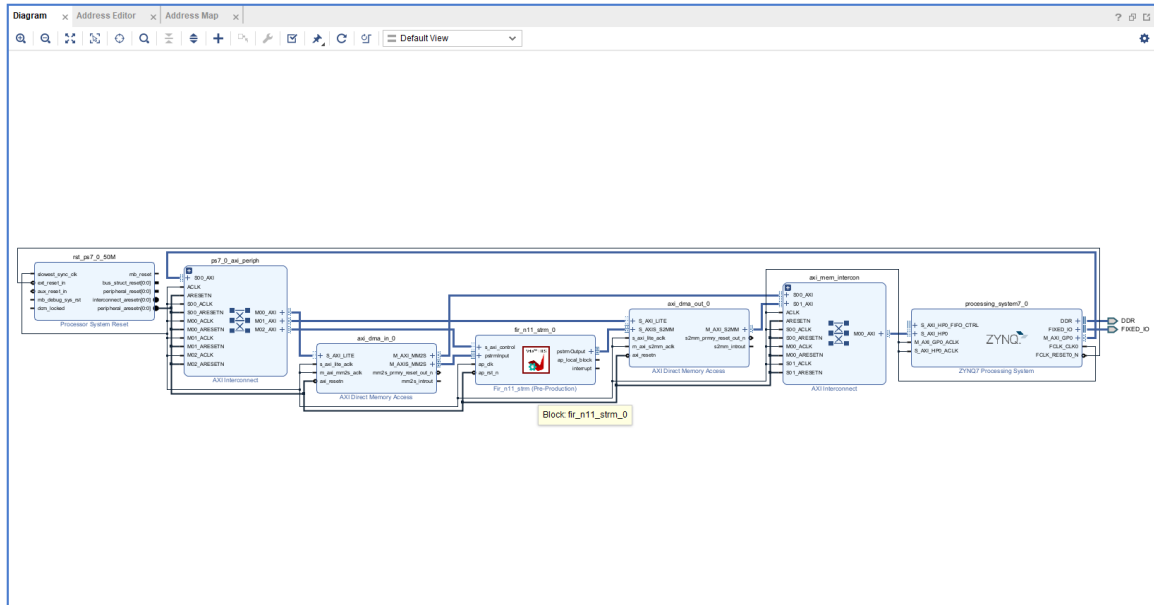 Diagram × Address Editor × Address Map ×
Default View
rst_ps7_0_50M
slowest_sync_clk mb_reset
ext_reset_in bus_struct_reset[0:0]
aux_reset_in peripheral_reset[0:0]
mb_debug_sys_rst interconnect_aresetn[0:0]
dcm_locked peripheral_aresetn[0:0]
Processor System Reset
ps7_0_axi_periph
S00_AXI
ACLK
ARESETN
S00_ACLK
S00_ARESETN M00_AXI
M00_ACLK M01_AXI
M00_ARESETN M02_AXI
M01_ACLK
M01_ARESETN
M02_ACLK
M02_ARESETN
AXI Interconnect
axi_dma_in_0
S_AXI_LITE M_AXI_MM2S
s_axi_lite_aclk M_AXIS_MM2S
m_axi_mm2s_aclk mm2s_prmry_reset_out_n
axi_resetn mm2s_introut
AXI Direct Memory Access
fir_n11_strm_0
s_axi_control pstrmOutput
pstrmInput ap_local_block
ap_clk interrupt
ap_rst_n
Fir_n11_strm (Pre-Production)
Block: fir_n11_strm_0
axi_dma_out_0
S_AXI_LITE
S_AXIS_S2MM M_AXI_S2MM
s_axi_lite_aclk s2mm_prmry_reset_out_n
m_axi_s2mm_aclk s2mm_introut
axi_resetn
AXI Direct Memory Access
axi_mem_intercon
S00_AXI
S01_AXI
ACLK
ARESETN
S00_ACLK
S00_ARESETN M00_AXI
M00_ACLK
M00_ARESETN
S01_ACLK
S01_ARESETN
AXI Interconnect
processing_system7_0
DDR
S_AXI_HP0_FIFO_CTRL FIXED_IO
S_AXI_HP0 M_AXI_GP0
M_AXI_GP0_ACLK FCLK_CLK0
S_AXI_HP0_ACLK FCLK_RESET0_N
ZYNQ
ZYNQ7 Processing System
DDR
FIXED_IO